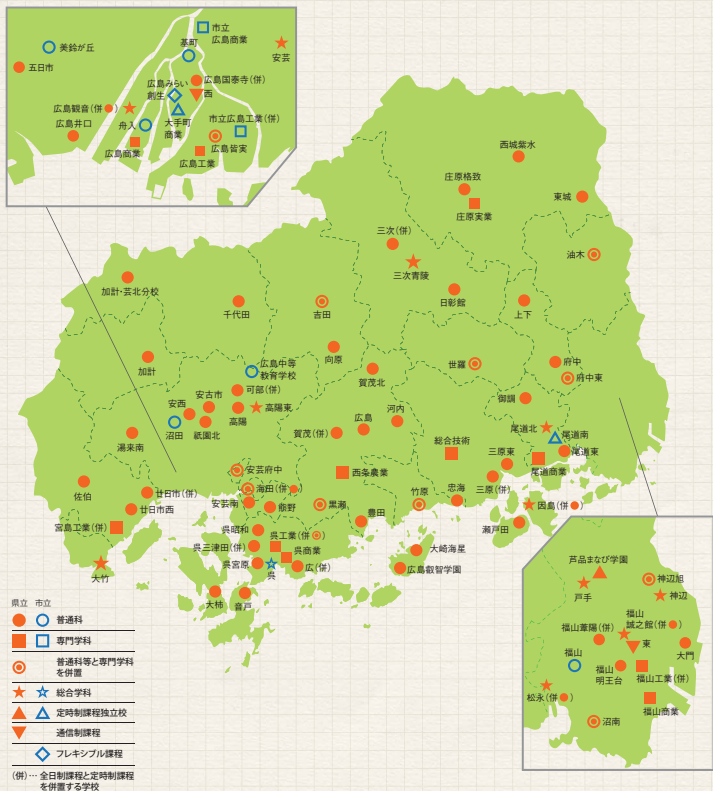 市立
広島商業
基町
美鈴が丘
安芸
五日市
広島みらい
創生
広島国泰寺(併)
西
広島観音(併●)
大手町
商業
市立広島工業(併)
広島井口
舟入
広島商業
広島皆実
広島工業
西城紫水
庄原格致
東城
庄原実業
三次(併)
油木
三次青陵
加計・芸北分校
日彰館
千代田
吉田
上下
向原
加計
広島中等
教育学校
賀茂北
世羅
府中
府中東
可部(併)
安古市
安西
高陽
高陽東
御調
沼田
祇園北
広島
河内
賀茂(併)
尾道北
尾道南
湯来南
総合技術
尾道東
三原東
尾道商業
安芸府中
西条農業
佐伯
海田(併●)
三原(併)
廿日市(併)
忠海
竹原
安芸南
熊野
黒瀬
因島(併●)
廿日市西
豊田
瀬戸田
宮島工業(併)
呉昭和
呉工業(併◉)
呉三津田(併)
呉商業
大崎海星
呉宮原
呉
広(併)
広島叡智学園
大竹
大柿
音戸
芦品まなび学園
神辺旭
戸手
神辺
福山
誠之館(併●)
福山葦陽(併)
東
大門
福山
福山
明王台
福山工業(併)
松永(併●)
福山商業
沼南
県立 市立
普通科
専門学科
普通科等と専門学科
を併置
総合学科
定時制課程独立校
通信制課程
フレキシブル課程
(併)… 全日制課程と定時制課程
を併置する学校